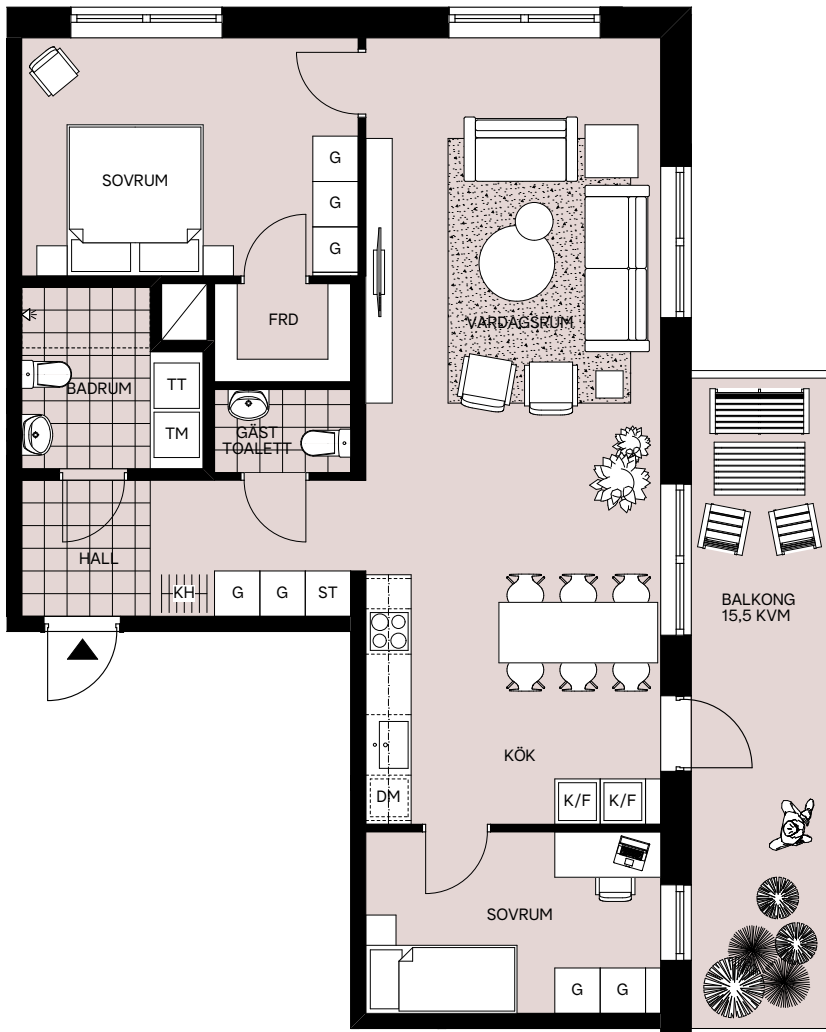 SOVRUM
G
G
G
FRD
VARDAGSRUM
BADRUM
TT
TM
GÄST
TOALETT
HALL
KH
G
G
ST
BALKONG
15,5 KVM
KÖK
DM
K/F
K/F
SOVRUM
G
G